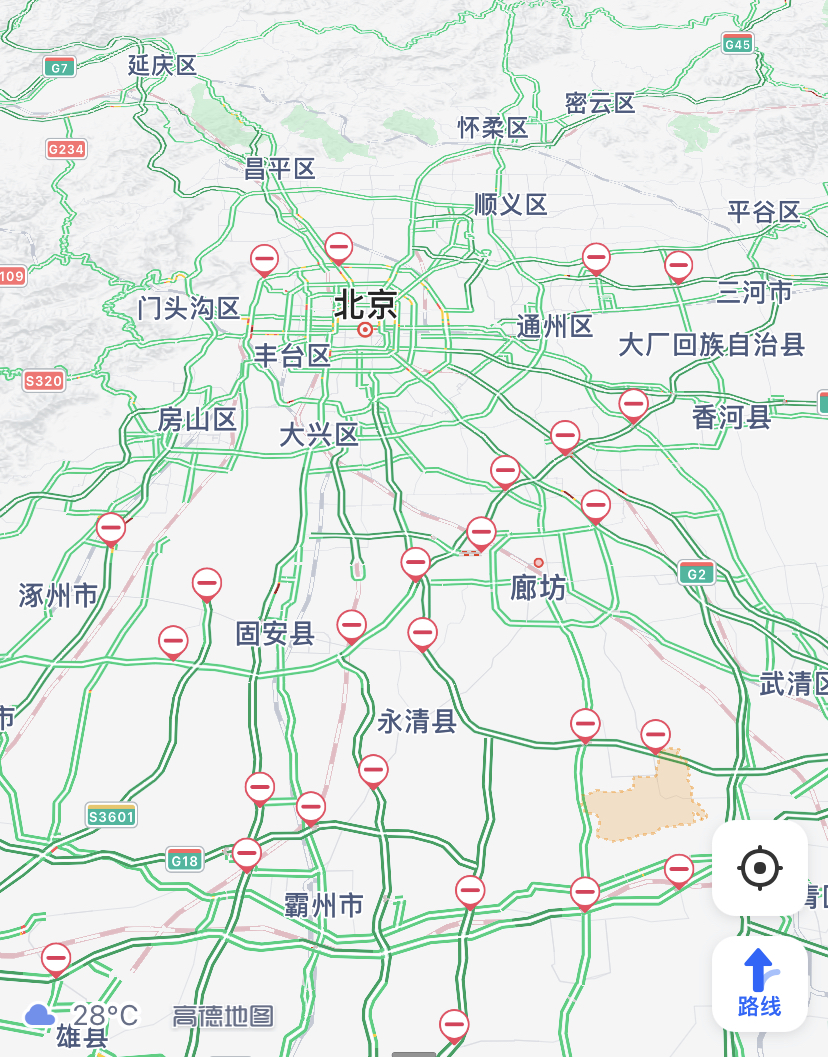 G45
延庆区
G7
密云区
怀柔区
G234
昌平区
顺义区
平谷区
109
三河市
北京
门头沟区
通州区
大厂回族自治县
丰台区
S320
香河县
房山区
大兴区
G2
廊坊
涿州市
固安县
武清区
市
永清县
S3601
G18
霸州市
青
28°C
高德地图
路线
雄县